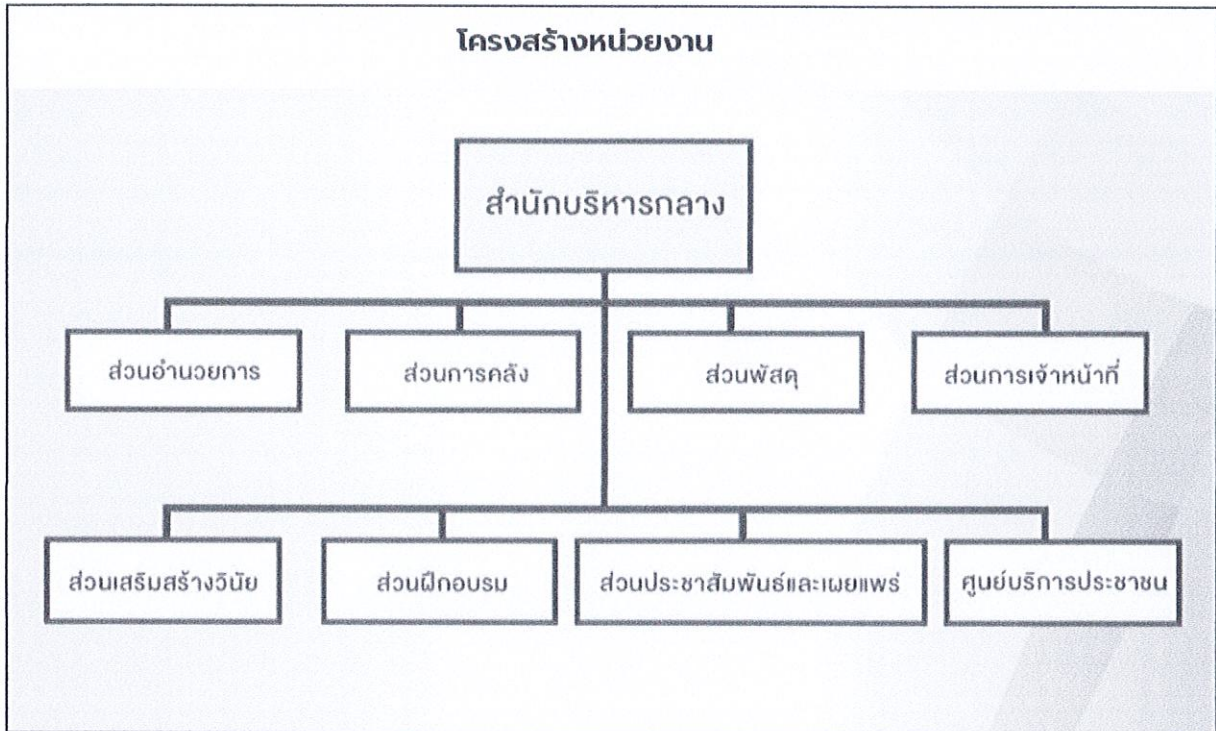 โครงสร้างหน่วยงาน
สำนักบริหารกลาง
ส่วนอำนวยการ
ส่วนการคลัง
ส่วนพัสดุ
ส่วนการเจ้าหน้าที่
ส่วนเสริมสร้างวินัย
ส่วนฝึกอบรม
ส่วนประชาสัมพันธ์และเผยแพร่
ศูนย์บริการประชาชน